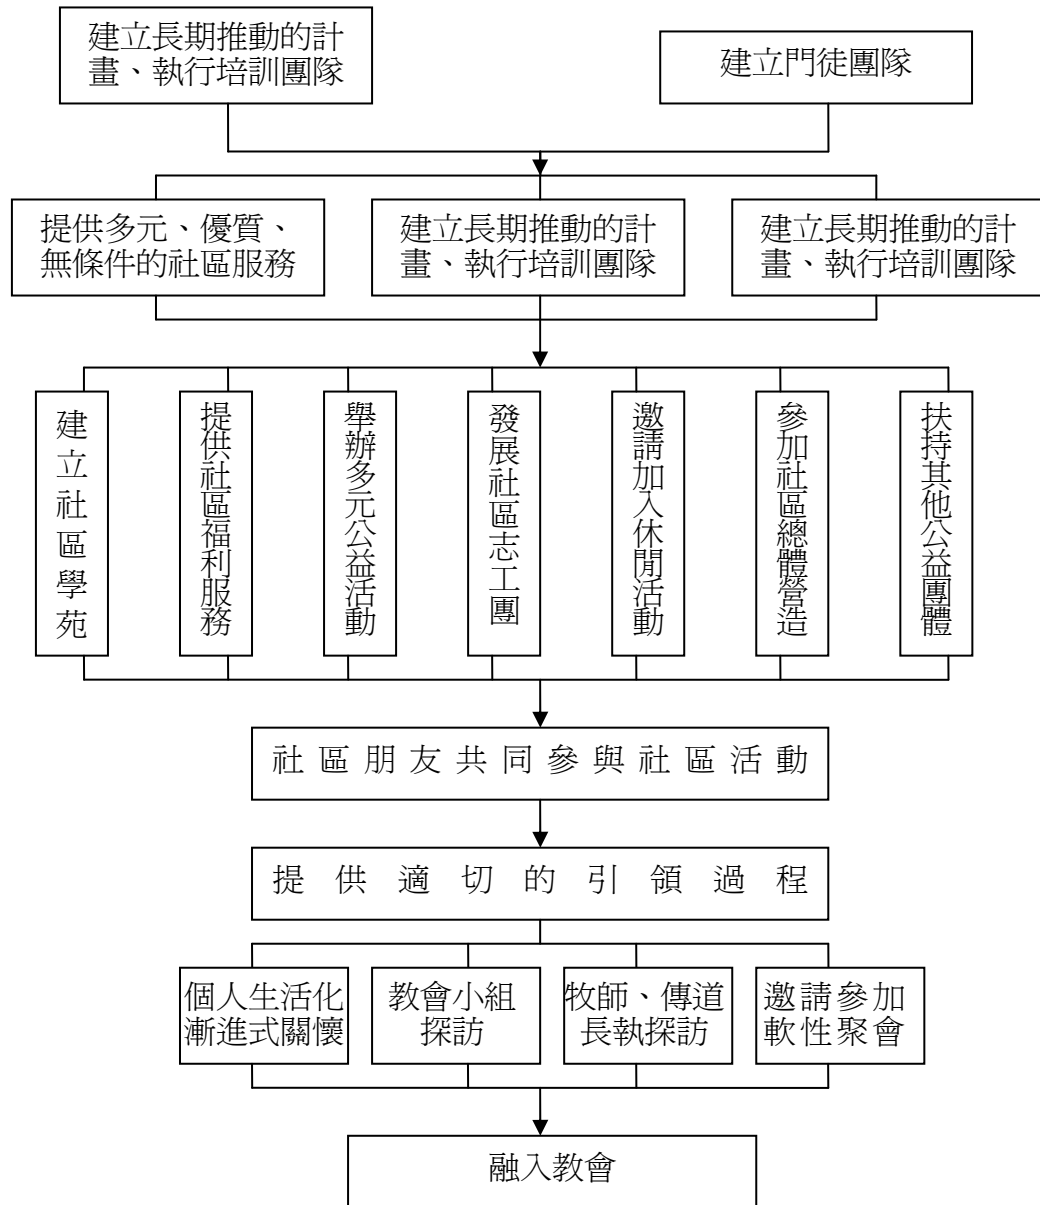 建立長期推動的計
畫、執行培訓團隊
建立門徒團隊
提供多元、優質、
無條件的社區服務
建立長期推動的計
畫、執行培訓團隊
建立長期推動的計
畫、執行培訓團隊
建立社區學苑
提供社區福利服務
舉辦多元公益活動
發展社區志工團
邀請加入休閒活動
參加社區總體營造
扶持其他公益團體
社區朋友共同參與社區活動
提供適切的引領過程
個人生活化
漸進式關懷
教會小組
探訪
牧師、傳道
長執探訪
邀請參加
軟性聚會
融入教會